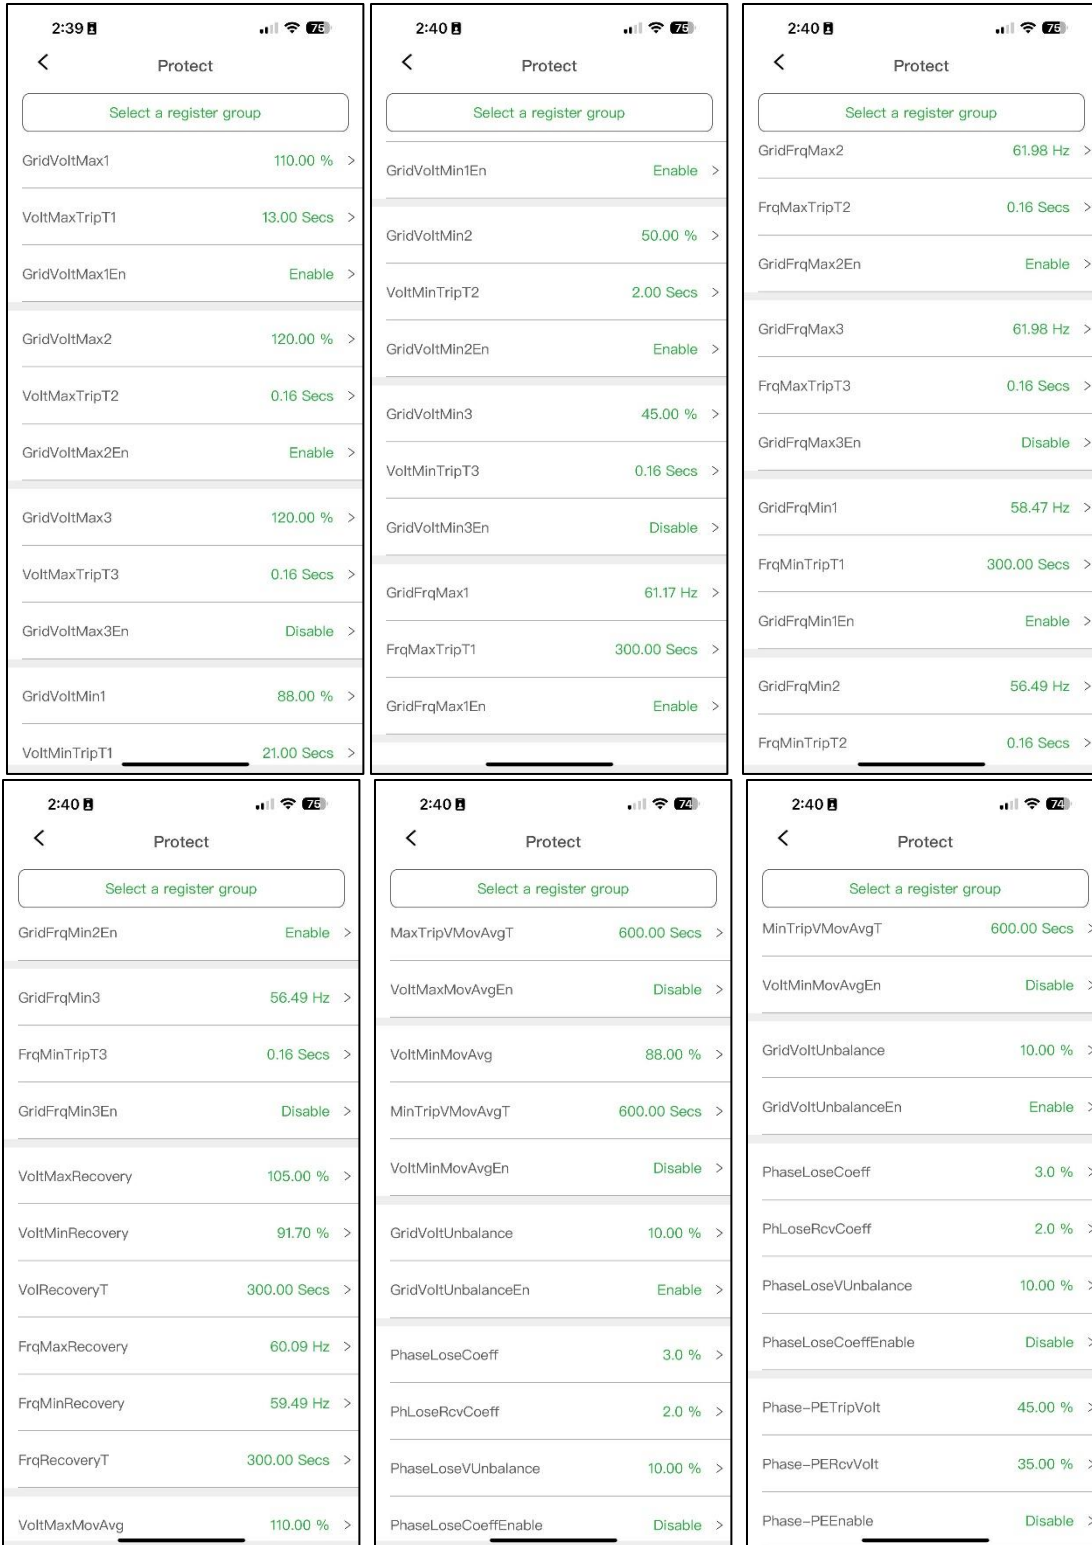 2:39
75
Protect
Select a register group
GridVoltMax1 110.00 %
VoltMaxTripT1 13.00 Secs
GridVoltMax1En Enable
GridVoltMax2 120.00 %
VoltMaxTripT2 0.16 Secs
GridVoltMax2En Enable
GridVoltMax3 120.00 %
VoltMaxTripT3 0.16 Secs
GridVoltMax3En Disable
GridVoltMin1 88.00 %
VoltMinTripT1 21.00 Secs
2:40
75
Protect
Select a register group
GridVoltMin1En Enable
GridVoltMin2 50.00 %
VoltMinTripT2 2.00 Secs
GridVoltMin2En Enable
GridVoltMin3 45.00 %
VoltMinTripT3 0.16 Secs
GridVoltMin3En Disable
GridFrqMax1 61.17 Hz
FrqMaxTripT1 300.00 Secs
GridFrqMax1En Enable
2:40
75
Protect
Select a register group
GridFrqMax2 61.98 Hz
FrqMaxTripT2 0.16 Secs
GridFrqMax2En Enable
GridFrqMax3 61.98 Hz
FrqMaxTripT3 0.16 Secs
GridFrqMax3En Disable
GridFrqMin1 58.47 Hz
FrqMinTripT1 300.00 Secs
GridFrqMin1En Enable
GridFrqMin2 56.49 Hz
FrqMinTripT2 0.16 Secs
2:40
75
Protect
Select a register group
GridFrqMin2En Enable
GridFrqMin3 56.49 Hz
FrqMinTripT3 0.16 Secs
GridFrqMin3En Disable
VoltMaxRecovery 105.00 %
VoltMinRecovery 91.70 %
VolRecoveryT 300.00 Secs
FrqMaxRecovery 60.09 Hz
FrqMinRecovery 59.49 Hz
FrqRecoveryT 300.00 Secs
VoltMaxMovAvg 110.00 %
2:40
74
Protect
Select a register group
MaxTripVMovAvgT 600.00 Secs
VoltMaxMovAvgEn Disable
VoltMinMovAvg 88.00 %
MinTripVMovAvgT 600.00 Secs
VoltMinMovAvgEn Disable
GridVoltUnbalance 10.00 %
GridVoltUnbalanceEn Enable
PhaseLoseCoeff 3.0 %
PhLoseRcvCoeff 2.0 %
PhaseLoseVUnbalance 10.00 %
PhaseLoseCoeffEnable Disable
2:40
74
Protect
Select a register group
MinTripVMovAvgT 600.00 Secs
VoltMinMovAvgEn Disable
GridVoltUnbalance 10.00 %
GridVoltUnbalanceEn Enable
PhaseLoseCoeff 3.0 %
PhLoseRcvCoeff 2.0 %
PhaseLoseVUnbalance 10.00 %
PhaseLoseCoeffEnable Disable
Phase-PETripVolt 45.00 %
Phase-PERcvVolt 35.00 %
Phase-PEEnable Disable